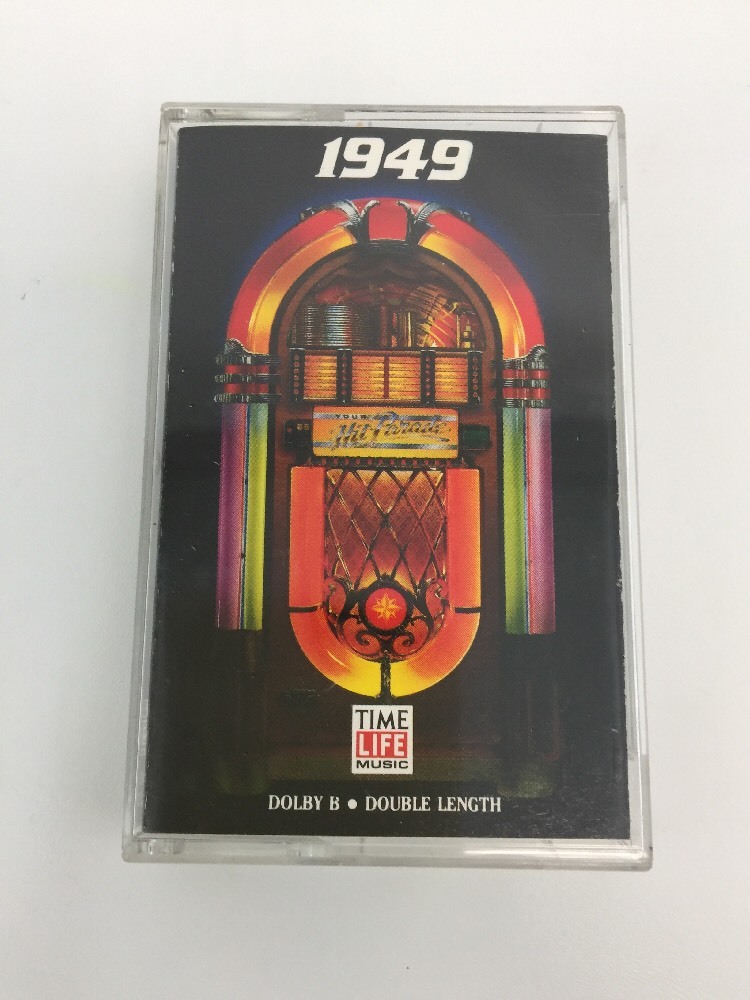 1949
YOUR
Hit Parade
TIME
LIFE
MUSIC
DOLBY B • DOUBLE LENGTH